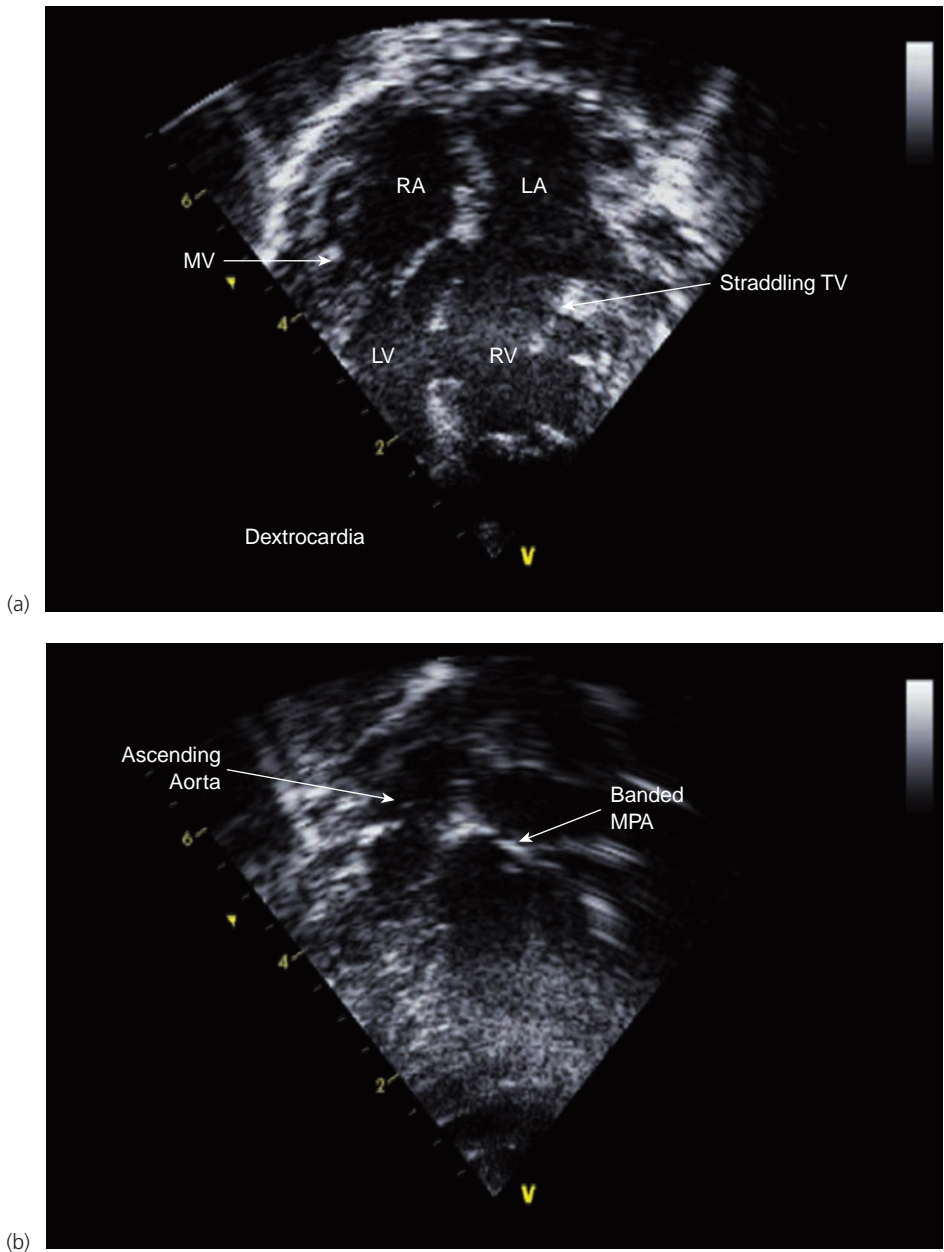 RA
LA
6
MV
Straddling TV
4
LV
RV
2
Dextrocardia
V
(a)
Ascending
Aorta
Banded
MPA
6
4
2
V
(b)